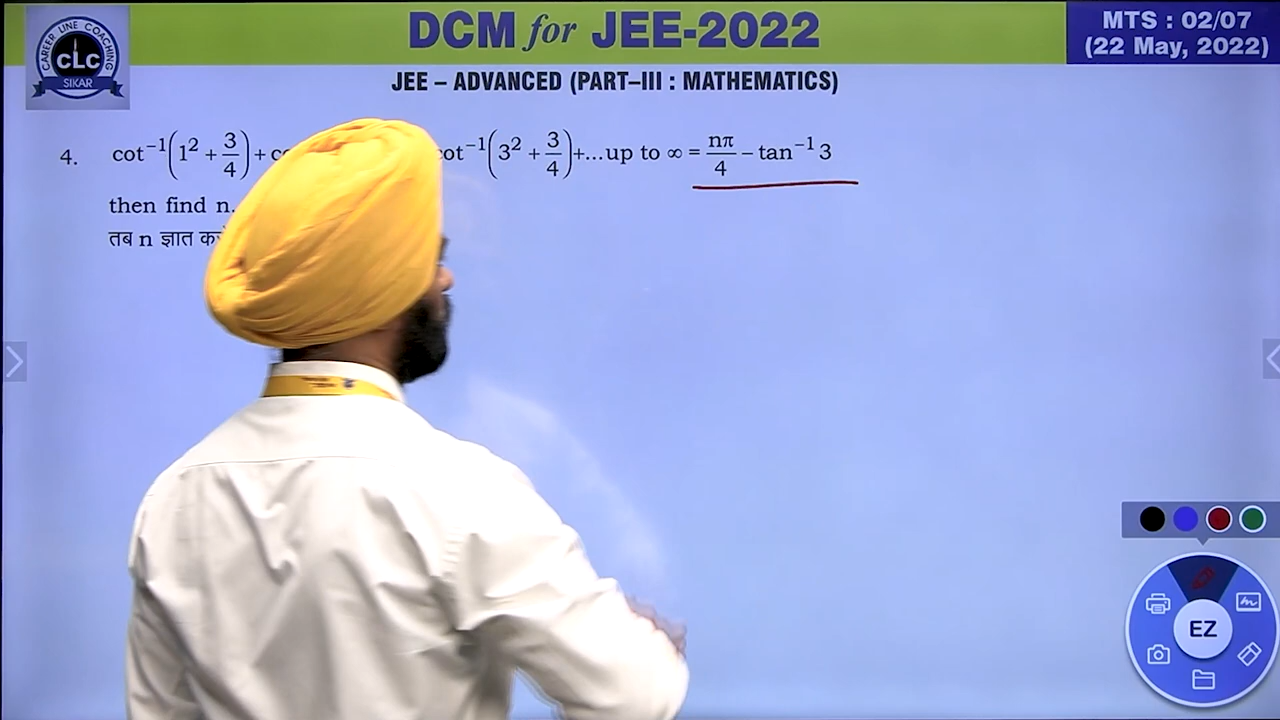 CAREER LINE COACHING
CLC
SIKAR
DCM for JEE-2022
MTS : 02/07
(22 May, 2022)
JEE – ADVANCED (PART–III : MATHEMATICS)
4. cot⁻¹(1² + 3/4) + cot⁻¹(3² + 3/4) +...up to ∞ = nπ/4 – tan⁻¹ 3
then find n.
तब n ज्ञात
EZ